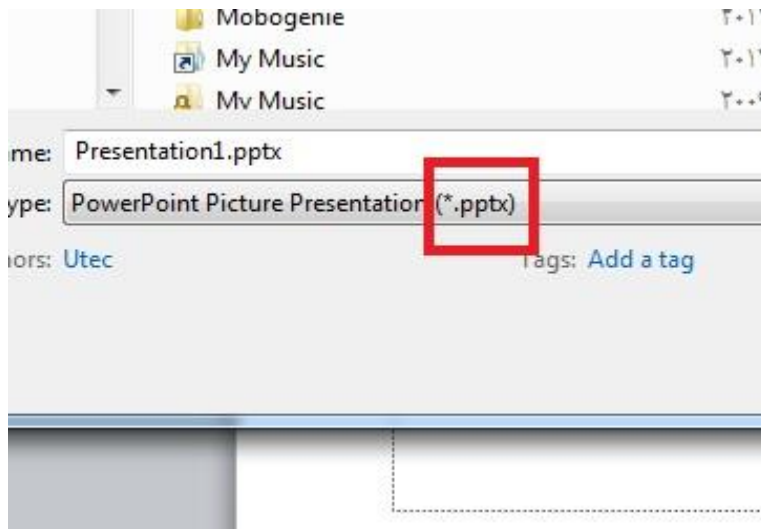 Mobogenie
My Music
My Music
me: Presentation1.pptx
ype: PowerPoint Picture Presentation (*.pptx)
hors: Utec Tags: Add a tag